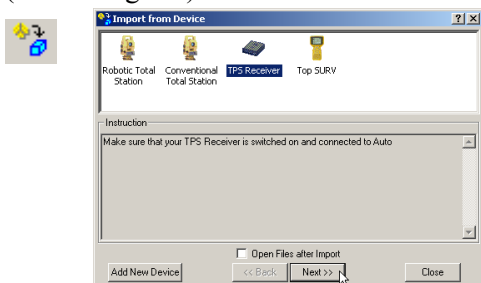 Import from Device
Robotic Total Station
Conventional Total Station
TPS Receiver
Top SURV
Instruction
Make sure that your TPS Receiver is switched on and connected to Auto
Open Files after Import
Add New Device
<< Back
Next >>
Close